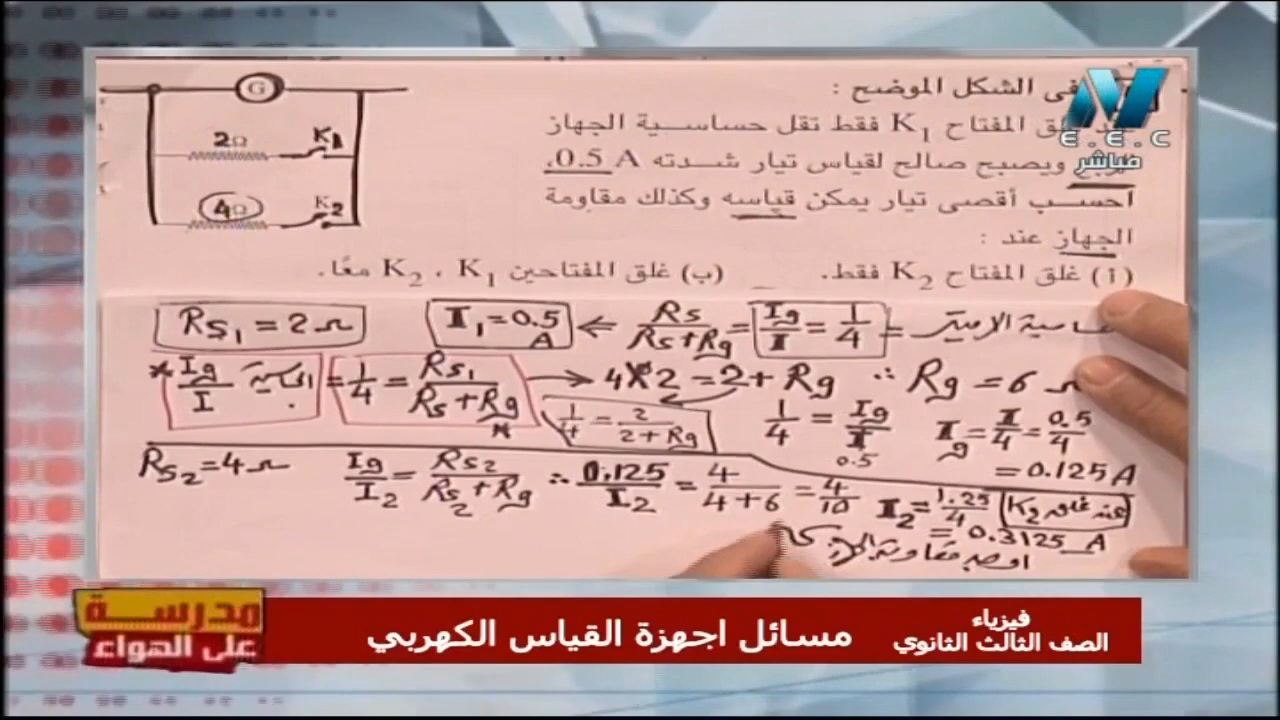 فى الشكل الموضح :
غلق المفتاح K1 فقط تقل حساسية الجهاز
ويصبح صالح لقياس تيار شدته 0.5 A،
احسب أقصى تيار يمكن قياسه وكذلك مقاومة
الجهاز عند :
(أ) غلق المفتاح K2 فقط.
(ب) غلق المفتاحين K1 ، K2 معًا.
G
2Ω K1
4Ω K2
RS1 = 2Ω
I1 = 0.5 A ⇐ Rs/(Rs+Rg) = Ig/I = 1/4 =
Ig/I = 1/4 = RS1/(Rs+Rg) → 4×2 = 2+Rg ∴ Rg = 6Ω
1/4 = 2/(2+Rg)
1/4 = Ig/I 0.5
Ig = I/4 = 0.5/4
= 0.125 A
RS2 = 4Ω
Ig/I2 = RS2/(RS2+Rg) ∴ 0.125/I2 = 4/(4+6) = 4/10
عند غلق K2
I2 = 1.25/4
= 0.3125 A
E.E.C
مباشر
مدرسة
على الهواء
فيزياء
الصف الثالث الثانوي
مسائل اجهزة القياس الكهربي